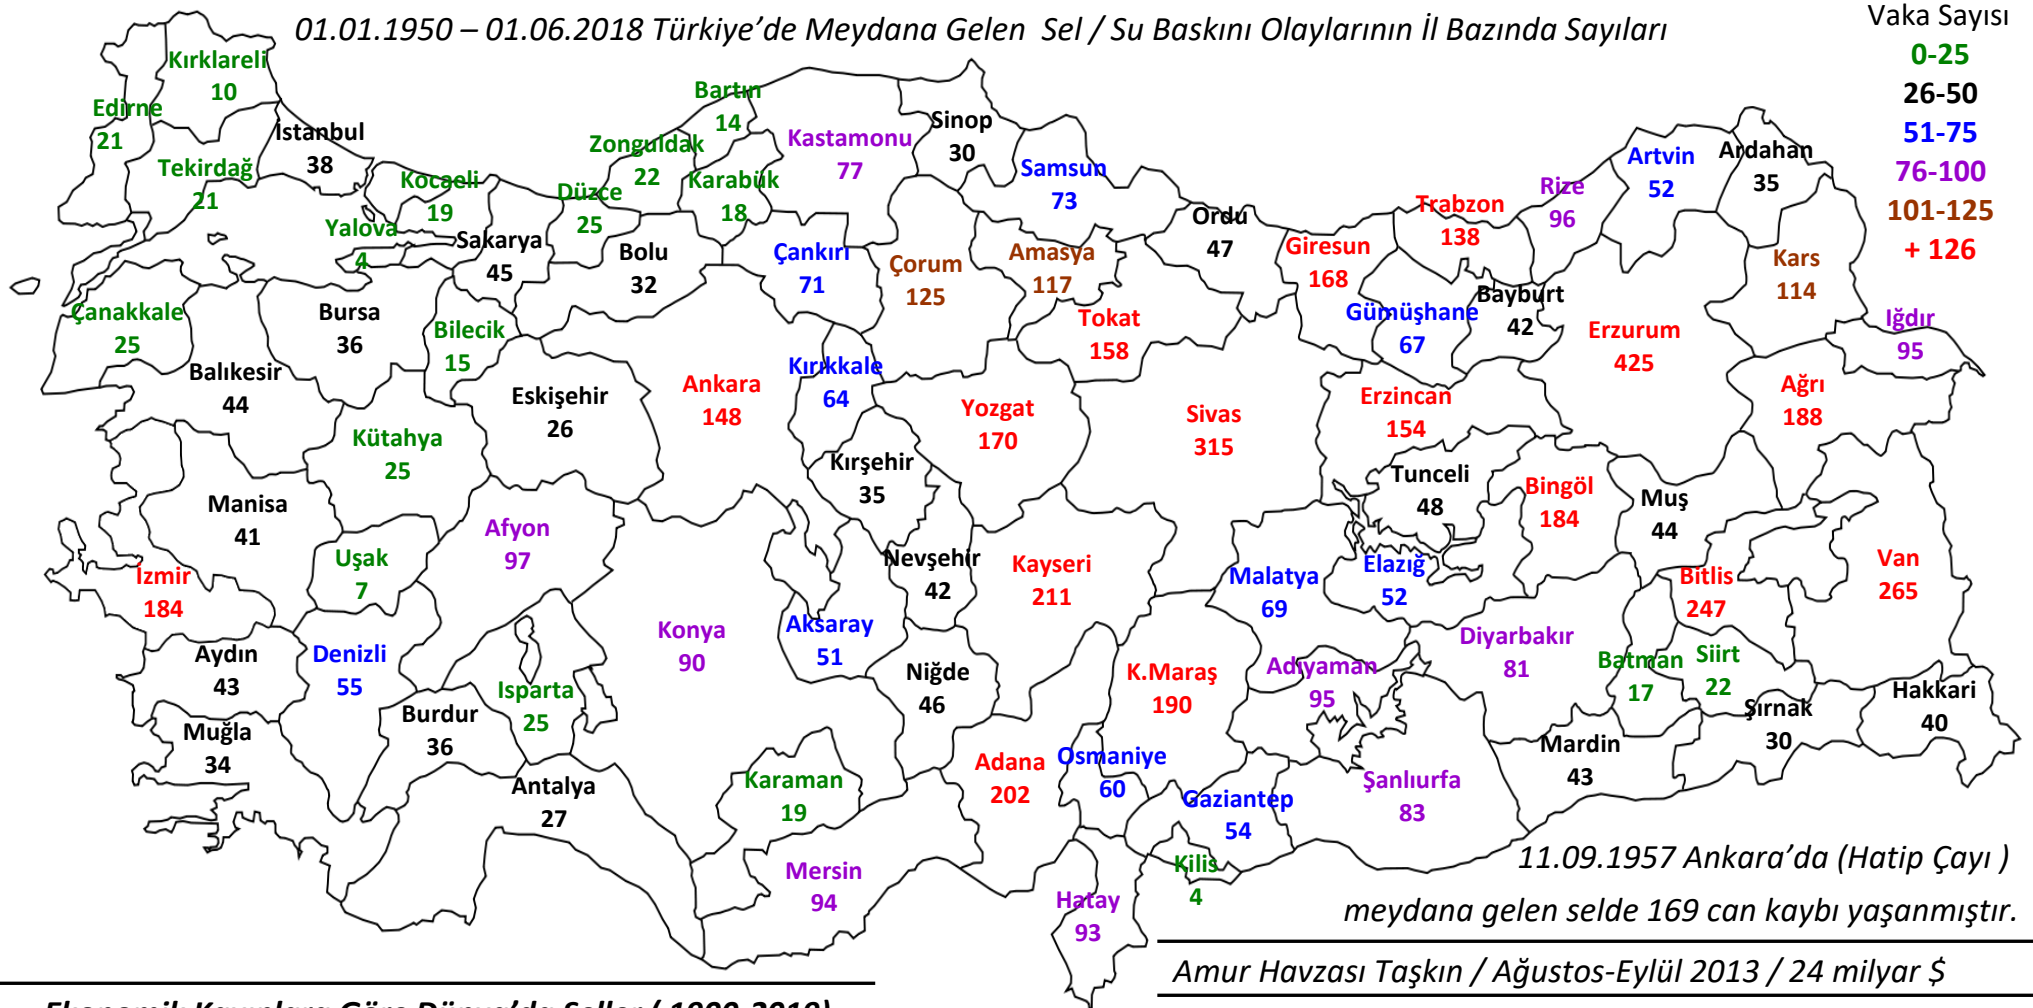 01.01.1950 – 01.06.2018 Türkiye’de Meydana Gelen Sel / Su Baskını Olaylarının İl Bazında Sayıları
Vaka Sayısı
0-25
26-50
51-75
76-100
101-125
+ 126
Kırklareli
10
Edirne
21
Tekirdağ
21
İstanbul
38
Kocaeli
19
Yalova
4
Sakarya
45
Düzce
25
Zonguldak
22
Bartın
14
Karabük
18
Bolu
32
Kastamonu
77
Sinop
30
Samsun
73
Çankırı
71
Çorum
125
Amasya
117
Tokat
158
Ordu
47
Giresun
168
Trabzon
138
Rize
96
Artvin
52
Ardahan
35
Kars
114
Iğdır
95
Gümüşhane
67
Bayburt
42
Erzurum
425
Ağrı
188
Çanakkale
25
Balıkesir
44
Bursa
36
Bilecik
15
Eskişehir
26
Kütahya
25
Ankara
148
Kırıkkale
64
Kırşehir
35
Yozgat
170
Sivas
315
Erzincan
154
Tunceli
48
Bingöl
184
Muş
44
Manisa
41
İzmir
184
Uşak
7
Afyon
97
Konya
90
Aksaray
51
Nevşehir
42
Kayseri
211
Malatya
69
Elazığ
52
Bitlis
247
Van
265
Aydın
43
Denizli
55
Muğla
34
Burdur
36
Isparta
25
Antalya
27
Karaman
19
Mersin
94
Niğde
46
Adana
202
K.Maraş
190
Osmaniye
60
Adıyaman
95
Gaziantep
54
Kilis
4
Hatay
93
Şanlıurfa
83
Diyarbakır
81
Mardin
43
Batman
17
Siirt
22
Şırnak
30
Hakkari
40
11.09.1957 Ankara’da (Hatip Çayı )
meydana gelen selde 169 can kaybı yaşanmıştır.
Amur Havzası Taşkın / Ağustos-Eylül 2013 / 24 milyar $
Ekonomik Kayıplara Göre Dünya’da Seller ( 1900-2018)